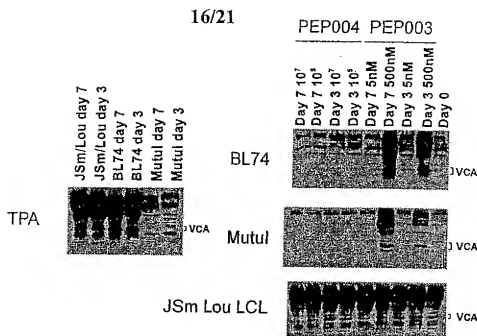 16/21
PEP004 PEP003
Day 7 10⁷
Day 7 10⁵
Day 3 10⁷
Day 3 10⁵
Day 7 5nM
Day 7 500nM
Day 3 5nM
Day 3 500nM
Day 0
BL74
VCA
Mutul
VCA
JSm Lou LCL
VCA
JSm/Lou day 7
JSm/Lou day 3
BL74 day 7
BL74 day 3
Mutul day 7
Mutul day 3
TPA
VCA